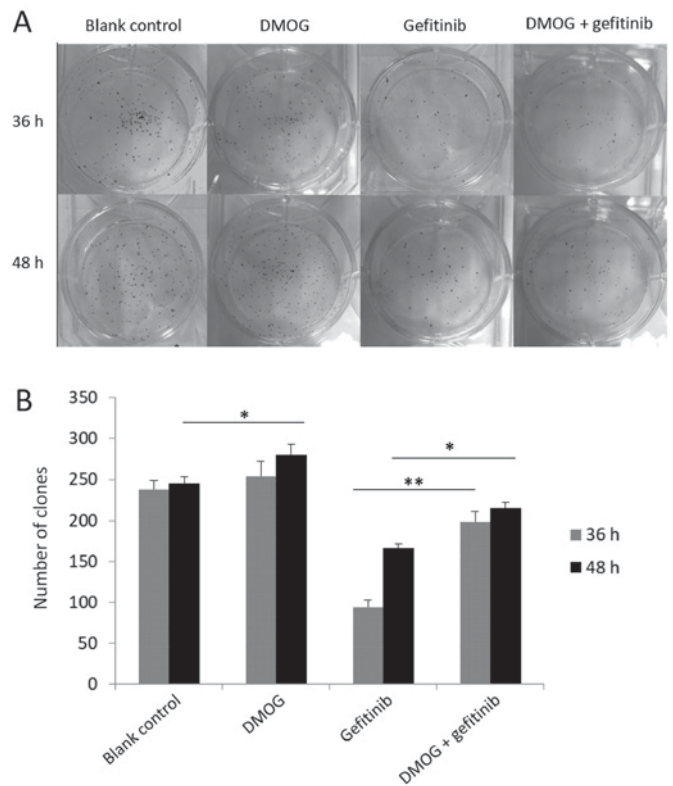 A
Blank control DMOG Gefitinib DMOG + gefitinib
36 h
48 h
B
350
300
250
200
150
100
50
0
Number of clones
*
*
**
36 h
48 h
Blank control
DMOG
Gefitinib
DMOG + gefitinib